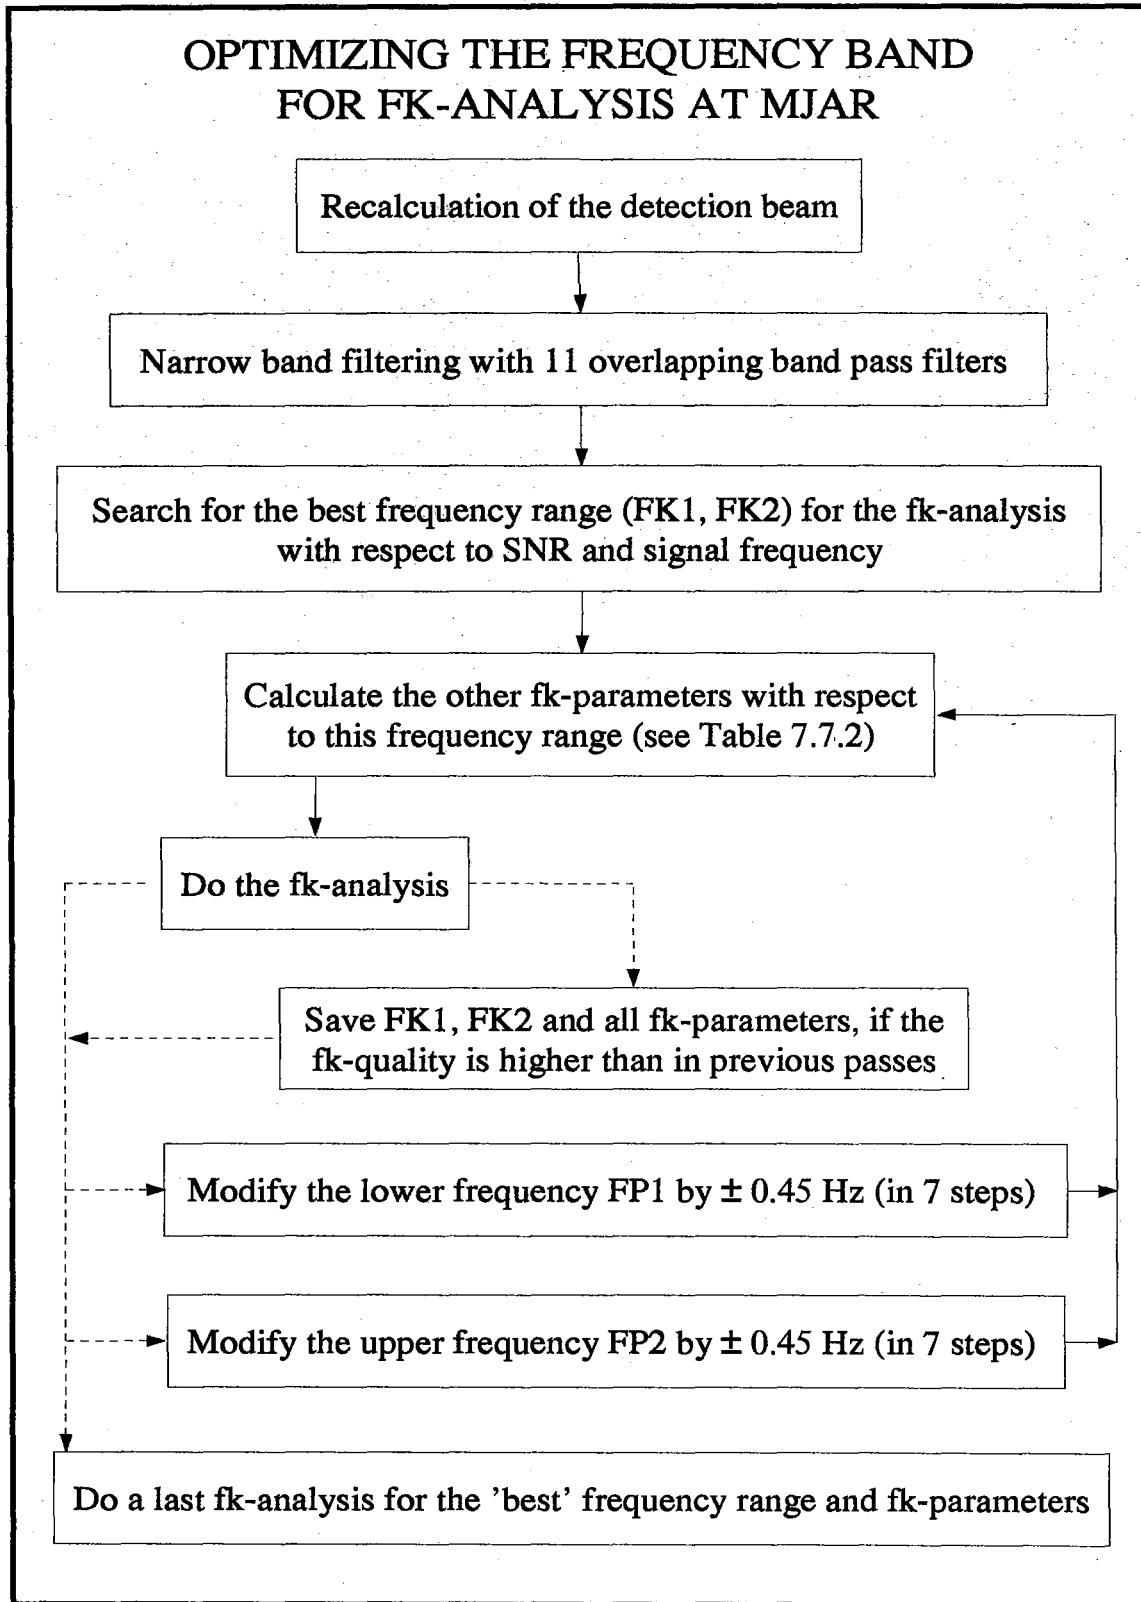 OPTIMIZING THE FREQUENCY BAND
FOR FK-ANALYSIS AT MJAR
Recalculation of the detection beam
Narrow band filtering with 11 overlapping band pass filters
Search for the best frequency range (FK1, FK2) for the fk-analysis
with respect to SNR and signal frequency
Calculate the other fk-parameters with respect
to this frequency range (see Table 7.7.2)
Do the fk-analysis
Save FK1, FK2 and all fk-parameters, if the
fk-quality is higher than in previous passes
Modify the lower frequency FP1 by ± 0.45 Hz (in 7 steps)
Modify the upper frequency FP2 by ± 0.45 Hz (in 7 steps)
Do a last fk-analysis for the 'best' frequency range and fk-parameters